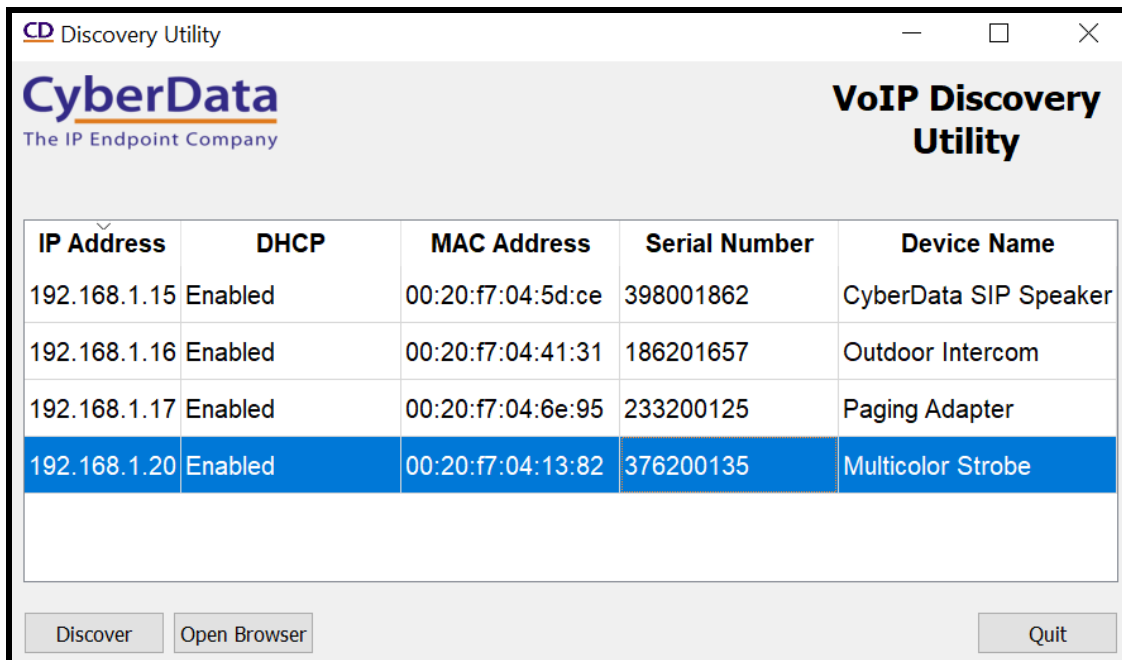 CD Discovery Utility
CyberData
The IP Endpoint Company
VoIP Discovery
Utility
IP Address DHCP MAC Address Serial Number Device Name
192.168.1.15 Enabled 00:20:f7:04:5d:ce 398001862 CyberData SIP Speaker
192.168.1.16 Enabled 00:20:f7:04:41:31 186201657 Outdoor Intercom
192.168.1.17 Enabled 00:20:f7:04:6e:95 233200125 Paging Adapter
192.168.1.20 Enabled 00:20:f7:04:13:82 376200135 Multicolor Strobe
Discover Open Browser Quit